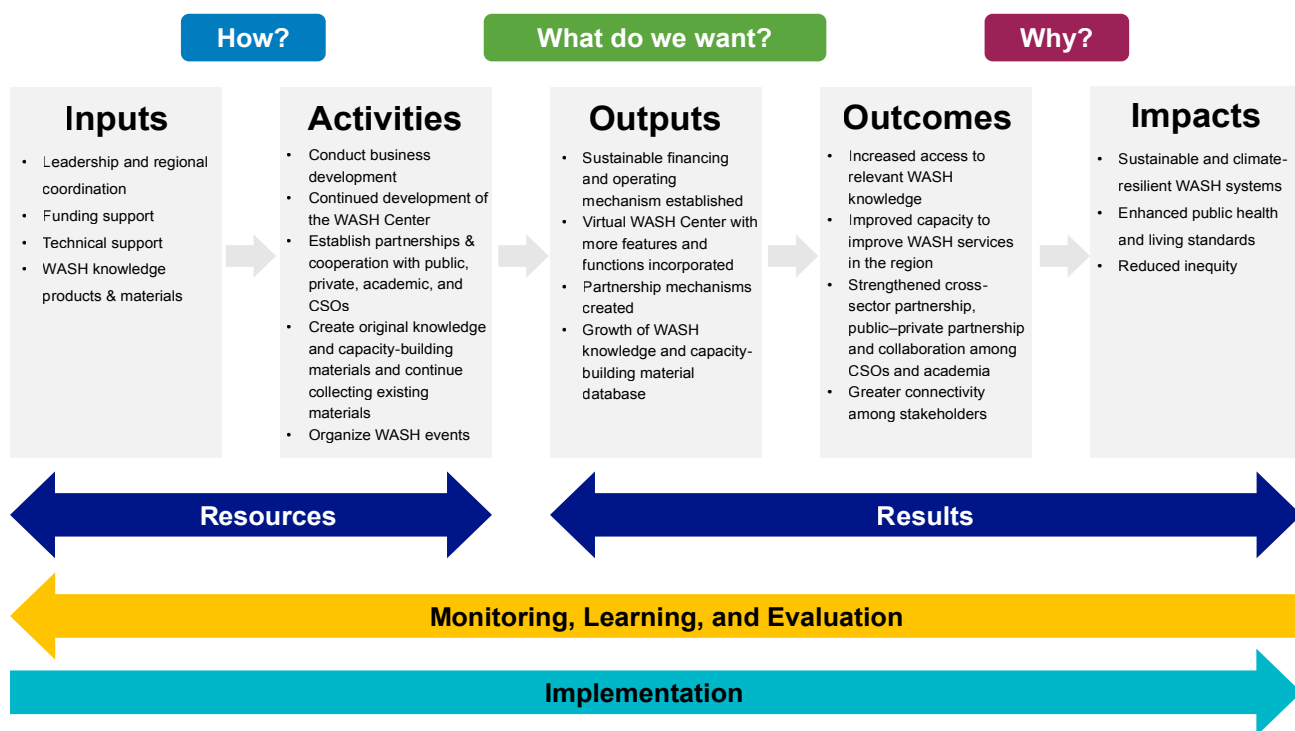 How?
What do we want?
Why?
Inputs
• Leadership and regional
coordination
• Funding support
• Technical support
• WASH knowledge
products & materials
Activities
• Conduct business
development
• Continued development of
the WASH Center
• Establish partnerships &
cooperation with public,
private, academic, and
CSOs
• Create original knowledge
and capacity-building
materials and continue
collecting existing
materials
• Organize WASH events
Outputs
• Sustainable financing
and operating
mechanism established
• Virtual WASH Center with
more features and
functions incorporated
• Partnership mechanisms
created
• Growth of WASH
knowledge and capacity-
building material
database
Outcomes
• Increased access to
relevant WASH
knowledge
• Improved capacity to
improve WASH services
in the region
• Strengthened cross-
sector partnership,
public–private partnership
and collaboration among
CSOs and academia
• Greater connectivity
among stakeholders
Impacts
• Sustainable and climate-
resilient WASH systems
• Enhanced public health
and living standards
• Reduced inequity
Resources
Results
Monitoring, Learning, and Evaluation
Implementation